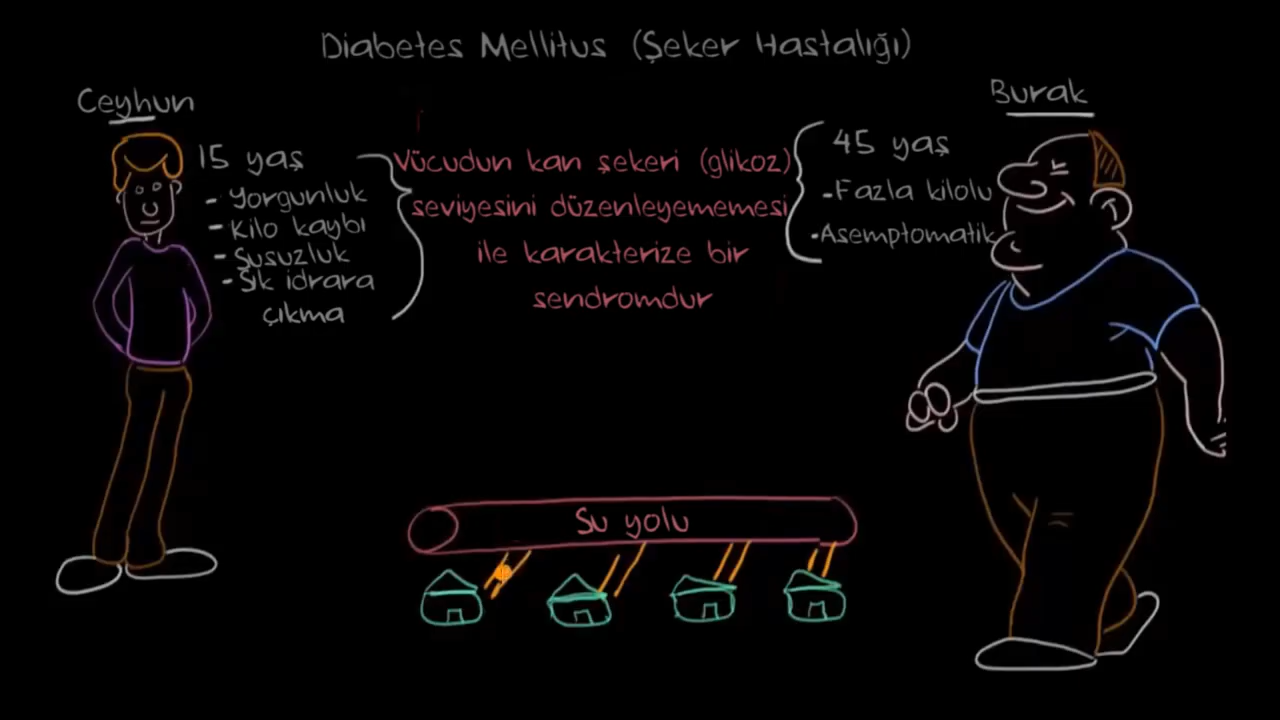 Diabetes Mellitus (Şeker Hastalığı)
Ceyhun
15 yaş
- Yorgunluk
- Kilo kaybı
- Susuzluk
- Sık idrara
çıkma
Vücudun kan şekeri (glikoz)
seviyesini düzenleyememesi
ile karakterize bir
sendromdur
Burak
45 yaş
-Fazla kilolu
-Asemptomatik
Su yolu